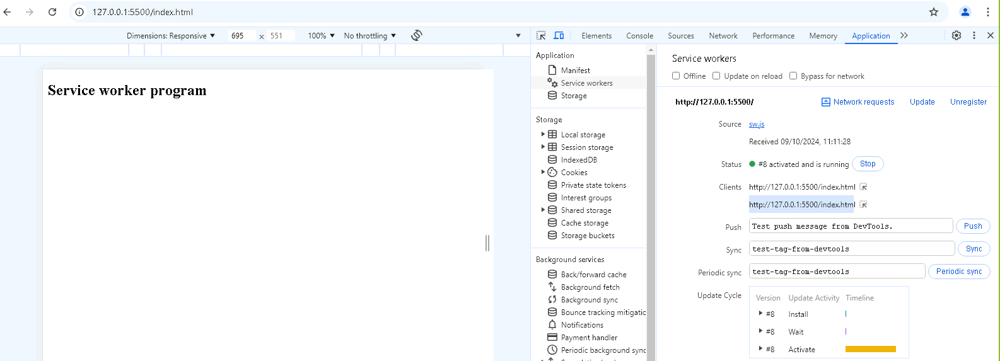 127.0.0.1:5500/index.html
Dimensions: Responsive 695 × 551 100% No throttling
Elements Console Sources Network Performance Memory Application
Service worker program
Application
Manifest
Service workers
Storage
Storage
Local storage
Session storage
IndexedDB
Cookies
Private state tokens
Interest groups
Shared storage
Cache storage
Storage buckets
Background services
Back/forward cache
Background fetch
Background sync
Bounce tracking mitigatic
Notifications
Payment handler
Periodic background sync
Service workers
Offline Update on reload Bypass for network
http://127.0.0.1:5500/ Network requests Update Unregister
Source sw.js
Received 09/10/2024, 11:11:28
Status #8 activated and is running Stop
Clients http://127.0.0.1:5500/index.html
http://127.0.0.1:5500/index.html
Push Test push message from DevTools. Push
Sync test-tag-from-devtools Sync
Periodic sync test-tag-from-devtools Periodic sync
Update Cycle Version Update Activity Timeline
#8 Install
#8 Wait
#8 Activate